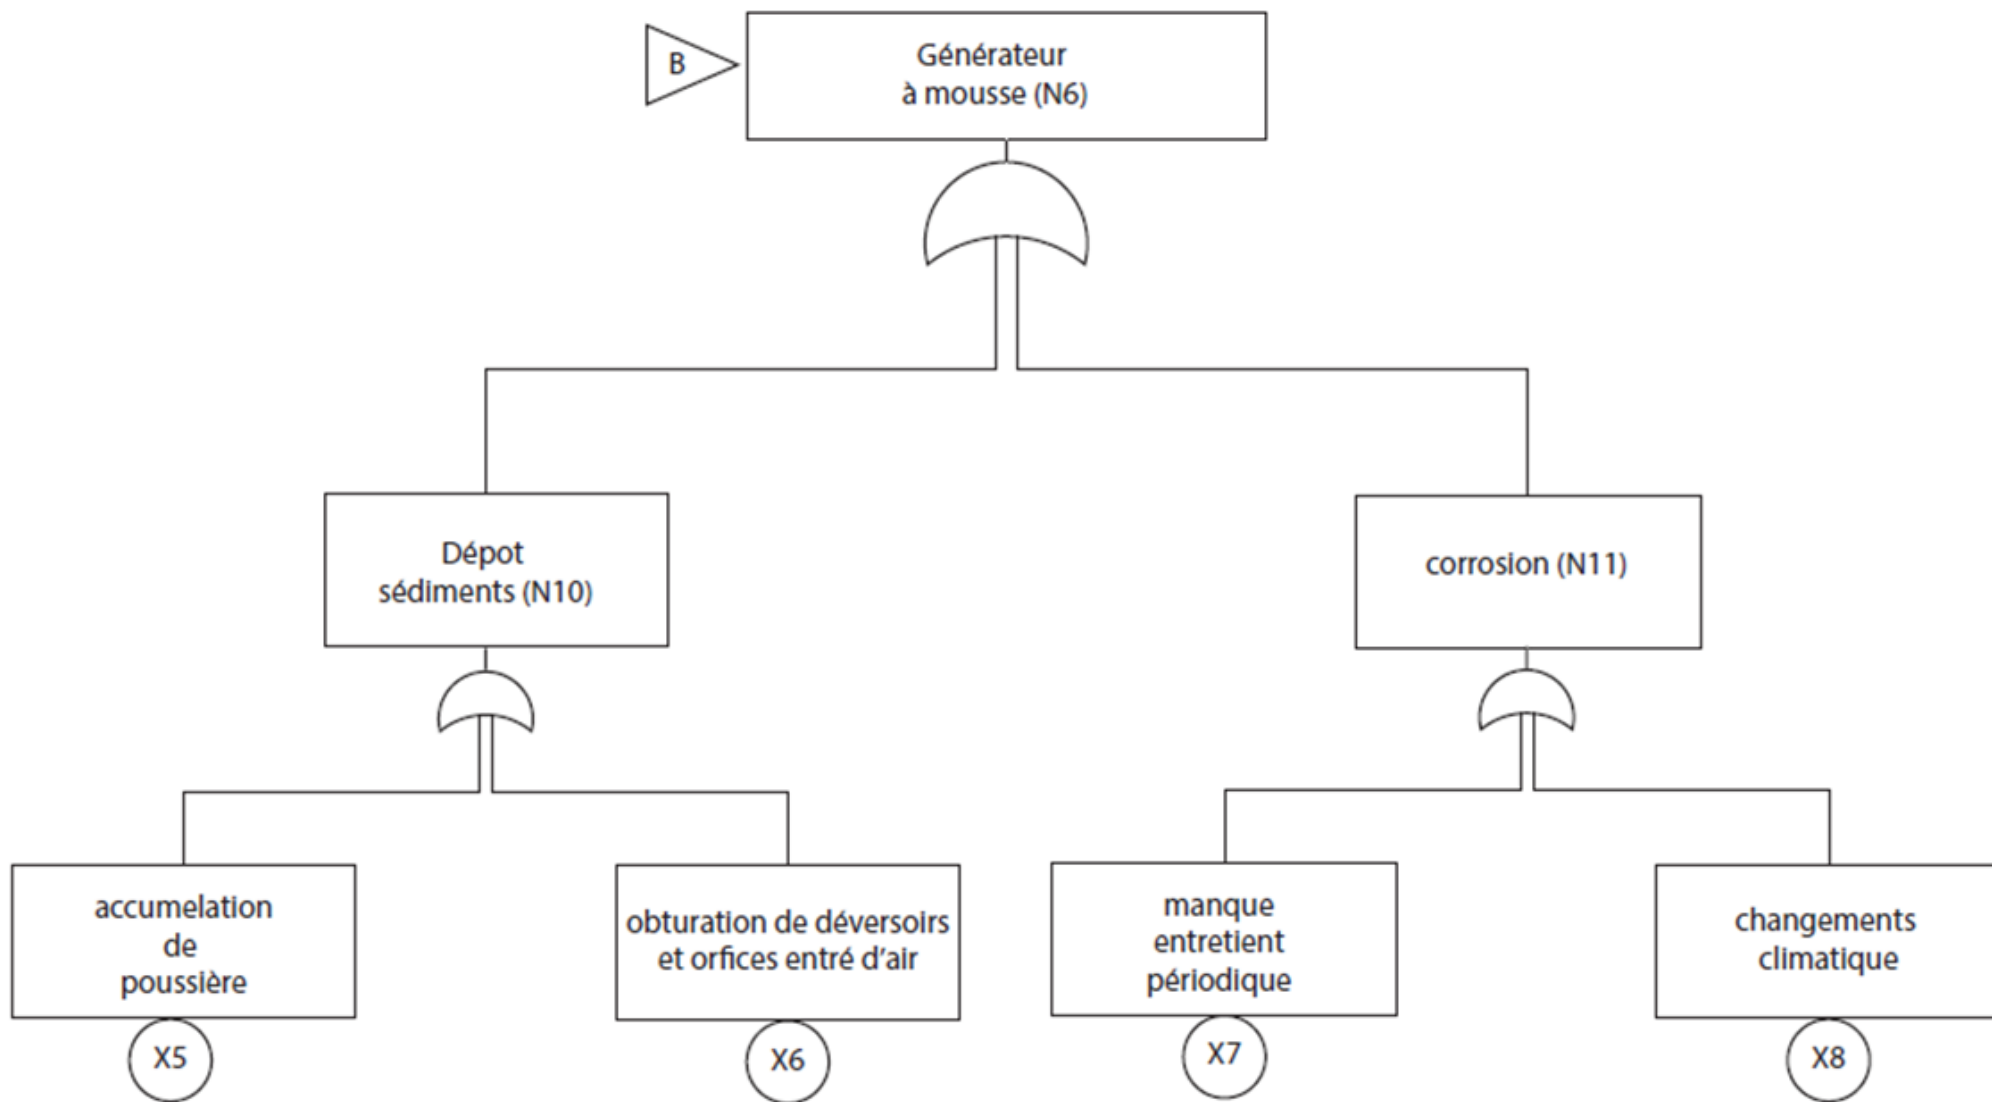 B
Générateur
à mousse (N6)
Dépot
sédiments (N10)
corrosion (N11)
accumelation
de
poussière
obturation de déversoirs
et orfices entré d'air
manque
entretient
périodique
changements
climatique
X5
X6
X7
X8